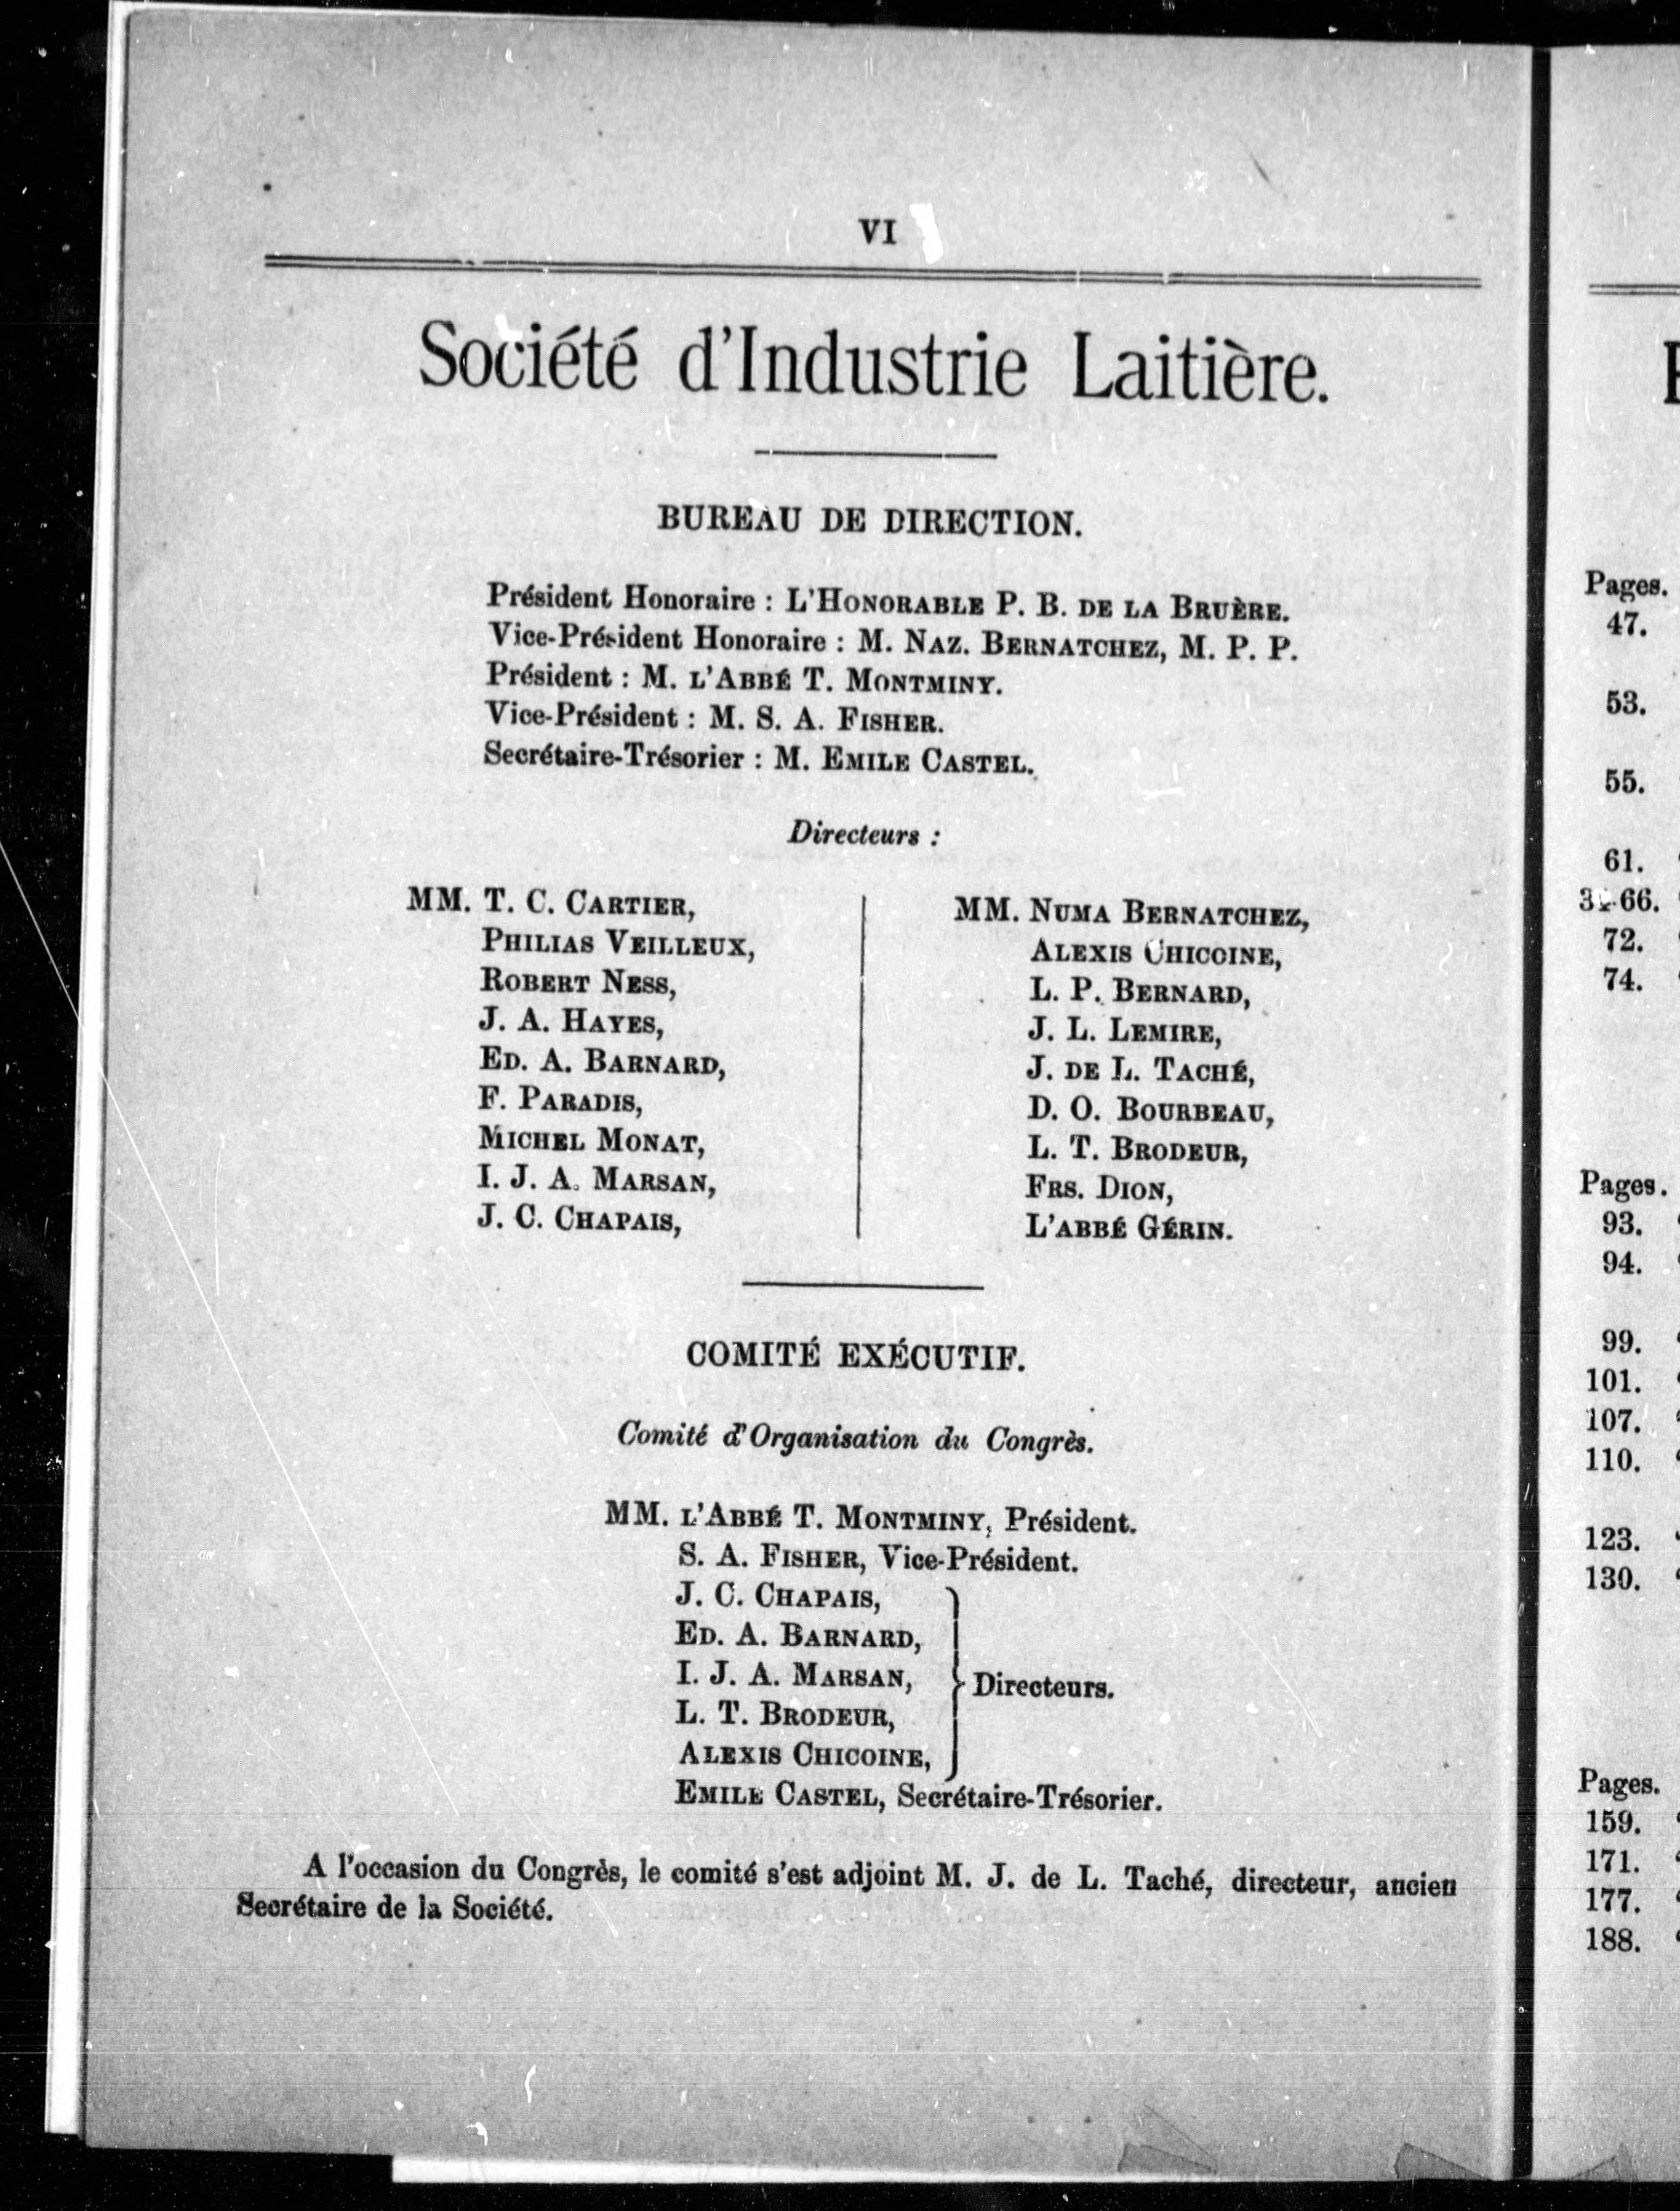 VI
Société d'Industrie Laitière.
BUREAU DE DIRECTION.
Président Honoraire : L'HONORABLE P. B. DE LA BRUÈRE.
Vice-Président Honoraire : M. NAZ. BERNATCHEZ, M. P. P.
Président : M. L'ABBÉ T. MONTMINY.
Vice-Président : M. S. A. FISHER.
Secrétaire-Trésorier : M. EMILE CASTEL.
Directeurs :
MM. T. C. CARTIER,
PHILIAS VEILLEUX,
ROBERT NESS,
J. A. HAYES,
ED. A. BARNARD,
F. PARADIS,
MICHEL MONAT,
I. J. A. MARSAN,
J. C. CHAPAIS,
MM. NUMA BERNATCHEZ,
ALEXIS CHICOINE,
L. P. BERNARD,
J. L. LEMIRE,
J. DE L. TACHÉ,
D. O. BOURBEAU,
L. T. BRODEUR,
FRS. DION,
L'ABBÉ GÉRIN.
COMITÉ EXÉCUTIF.
Comité d'Organisation du Congrès.
MM. L'ABBÉ T. MONTMINY, Président.
S. A. FISHER, Vice-Président.
J. C. CHAPAIS,
ED. A. BARNARD,
I. J. A. MARSAN,
L. T. BRODEUR,
ALEXIS CHICOINE,
Directeurs.
EMILE CASTEL, Secrétaire-Trésorier.
A l'occasion du Congrès, le comité s'est adjoint M. J. de L. Taché, directeur, ancien
Secrétaire de la Société.
Pages.
47.
53.
55.
61.
66.
72.
74.
Pages.
93.
94.
99.
101.
107.
110.
123.
130.
Pages.
159.
171.
177.
188.